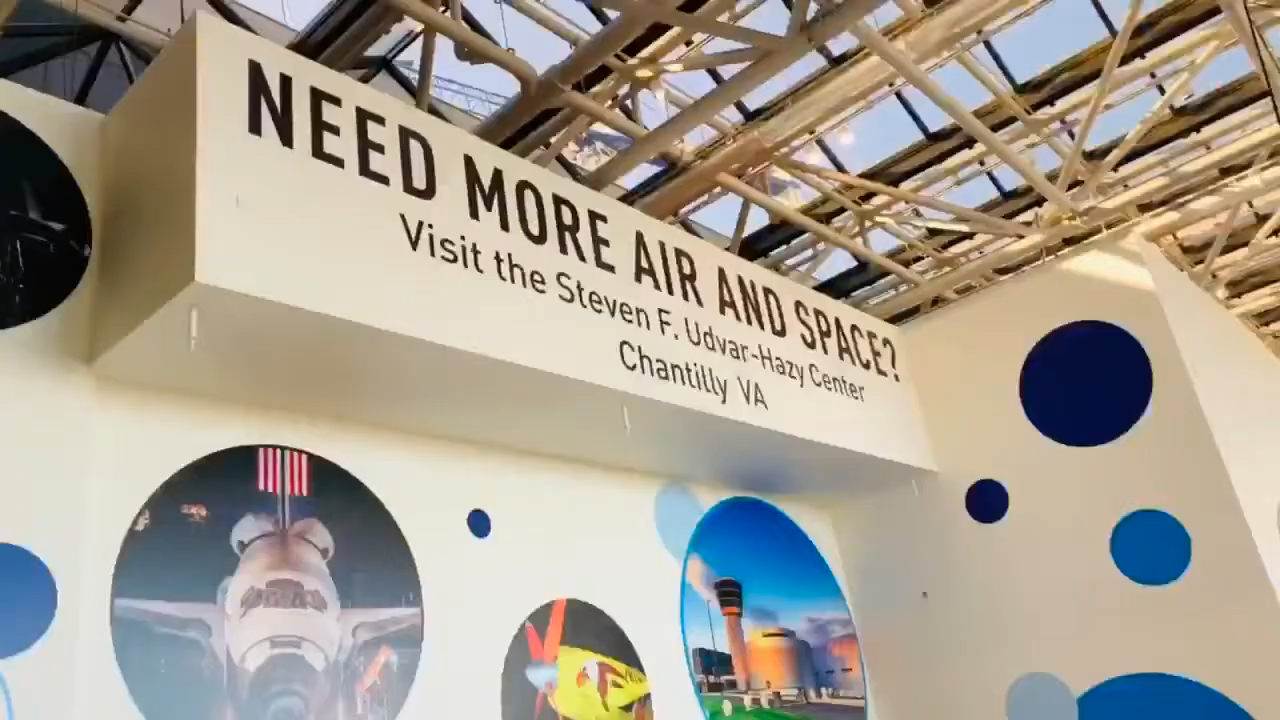 NEED MORE AIR AND SPACE?
Visit the Steven F. Udvar-Hazy Center
Chantilly VA